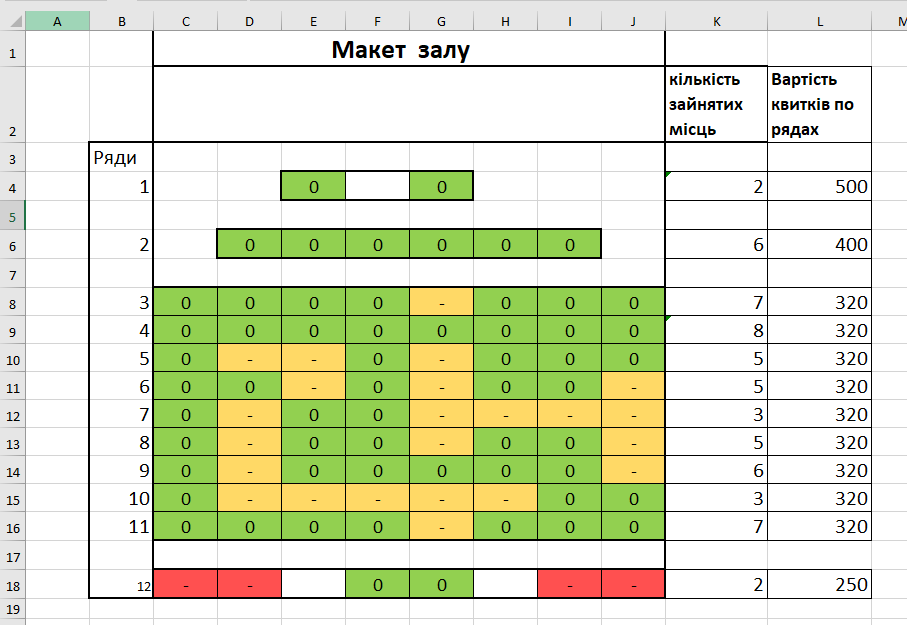 A B C D E F G H I J K L M
1 Макет залу
2 кількість зайнятих місць Вартість квитків по рядах
3 Ряди
4 1 0 0 2 500
5
6 2 0 0 0 0 0 0 6 400
7
8 3 0 0 0 0 - 0 0 0 7 320
9 4 0 0 0 0 0 0 0 0 8 320
10 5 0 - - 0 - 0 0 0 5 320
11 6 0 0 - 0 - 0 0 - 5 320
12 7 0 - 0 0 - - - - 3 320
13 8 0 - 0 0 - 0 0 - 5 320
14 9 0 - 0 0 0 0 0 - 6 320
15 10 0 - - - - - 0 0 3 320
16 11 0 0 0 0 - 0 0 0 7 320
17
18 12 - - 0 0 - - 2 250
19